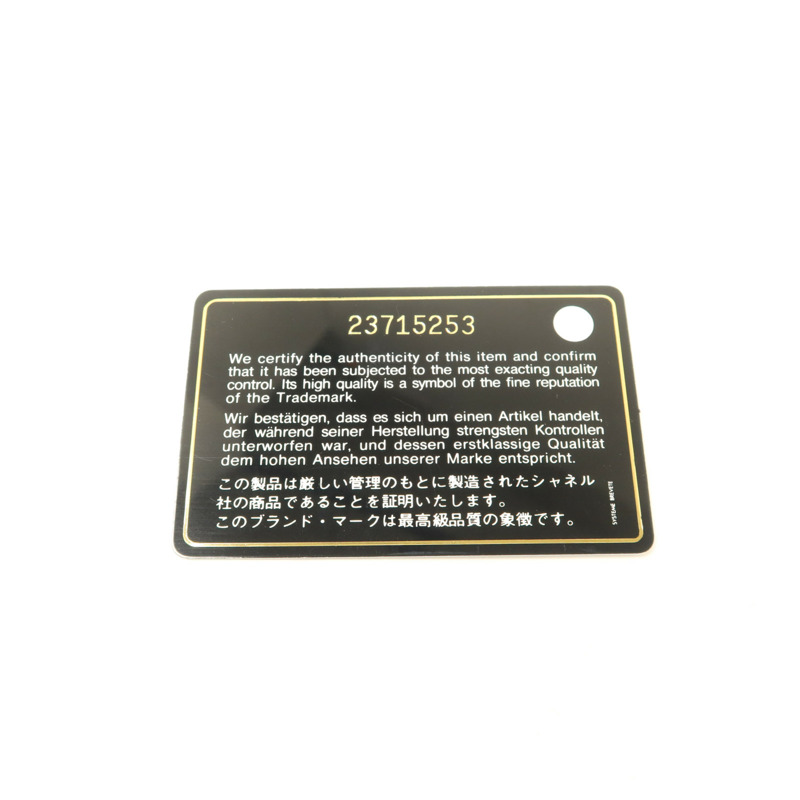 23715253
We certify the authenticity of this item and confirm
that it has been subjected to the most exacting quality
control. Its high quality is a symbol of the fine reputation
of the Trademark.
Wir bestätigen, dass es sich um einen Artikel handelt,
der während seiner Herstellung strengsten Kontrollen
unterworfen war, und dessen erstklassige Qualität
dem hohen Ansehen unserer Marke entspricht.
この製品は厳しい管理のもとに製造されたシャネル
社の商品であることを証明いたします。
このブランド・マークは最高級品質の象徴です。
SYSTEME BREVETE